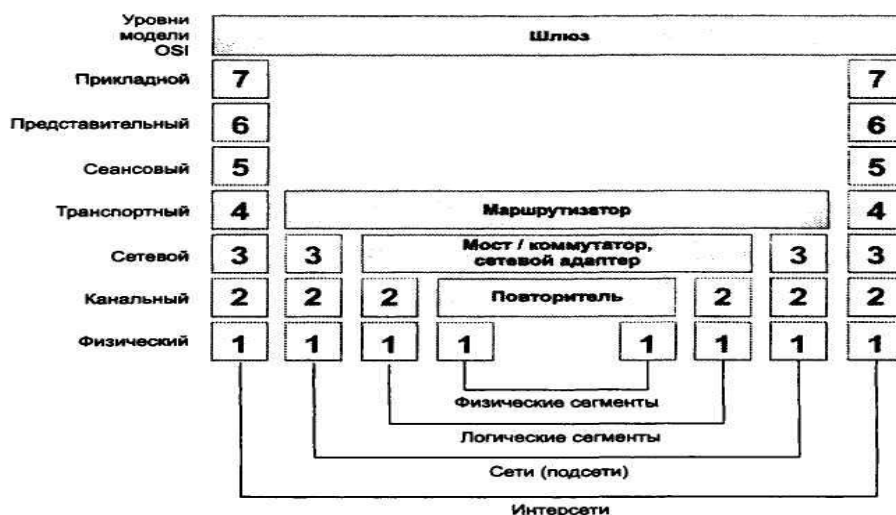 Уровни
модели
OSI
Шлюз
Прикладной 7 7
Представительный 6 6
Сеансовый 5 5
Транспортный 4 Маршрутизатор 4
Сетевой 3 3 Мост / коммутатор,
сетевой адаптер 3 3
Канальный 2 2 2 Повторитель 2 2 2
Физический 1 1 1 1 1 1 1 1
Физические сегменты
Логические сегменты
Сети (подсети)
Интерсети